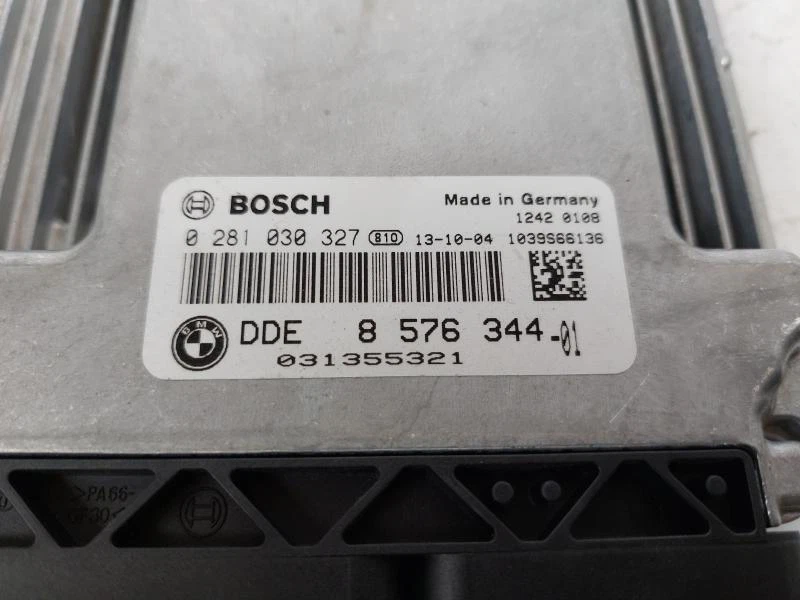 BOSCH Made in Germany
1242 0108
0 281 030 327 810 13-10-04 1039S66136
BMW DDE 8 576 344-01
031355321
>PA66-
GF30<